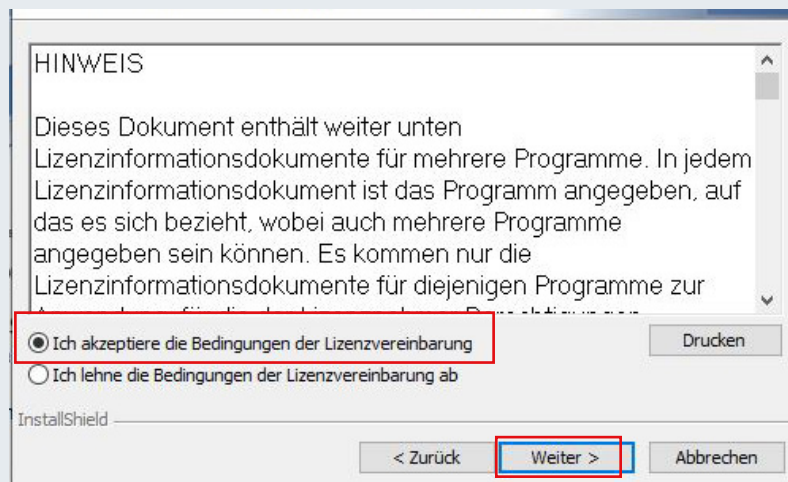 HINWEIS
Dieses Dokument enthält weiter unten
Lizenzinformationsdokumente für mehrere Programme. In jedem
Lizenzinformationsdokument ist das Programm angegeben, auf
das es sich bezieht, wobei auch mehrere Programme
angegeben sein können. Es kommen nur die
Lizenzinformationsdokumente für diejenigen Programme zur
Ich akzeptiere die Bedingungen der Lizenzvereinbarung
Drucken
Ich lehne die Bedingungen der Lizenzvereinbarung ab
InstallShield
< Zurück
Weiter >
Abbrechen